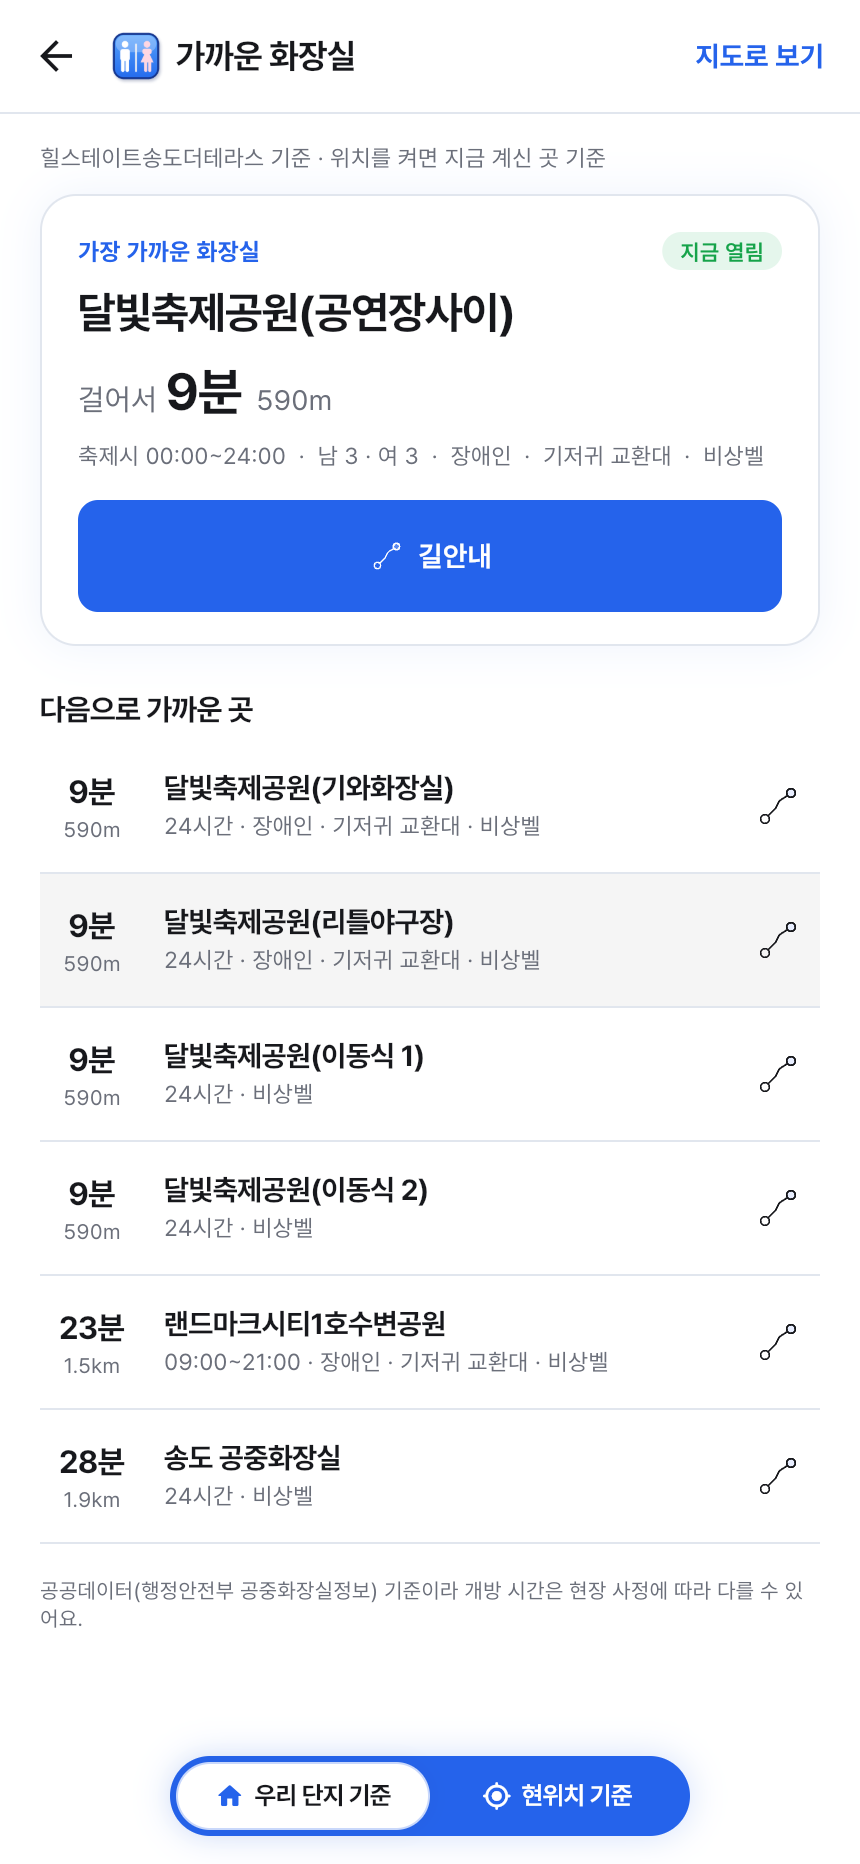 가까운 화장실
지도로 보기
힐스테이트송도더테라스 기준 · 위치를 켜면 지금 계신 곳 기준
가장 가까운 화장실
지금 열림
달빛축제공원(공연장사이)
걸어서 9분 590m
축제시 00:00~24:00 · 남 3 · 여 3 · 장애인 · 기저귀 교환대 · 비상벨
길안내
다음으로 가까운 곳
9분
590m
달빛축제공원(기와화장실)
24시간 · 장애인 · 기저귀 교환대 · 비상벨
9분
590m
달빛축제공원(리틀야구장)
24시간 · 장애인 · 기저귀 교환대 · 비상벨
9분
590m
달빛축제공원(이동식 1)
24시간 · 비상벨
9분
590m
달빛축제공원(이동식 2)
24시간 · 비상벨
23분
1.5km
랜드마크시티1호수변공원
09:00~21:00 · 장애인 · 기저귀 교환대 · 비상벨
28분
1.9km
송도 공중화장실
24시간 · 비상벨
공공데이터(행정안전부 공중화장실정보) 기준이라 개방 시간은 현장 사정에 따라 다를 수 있
어요.
우리 단지 기준
현위치 기준